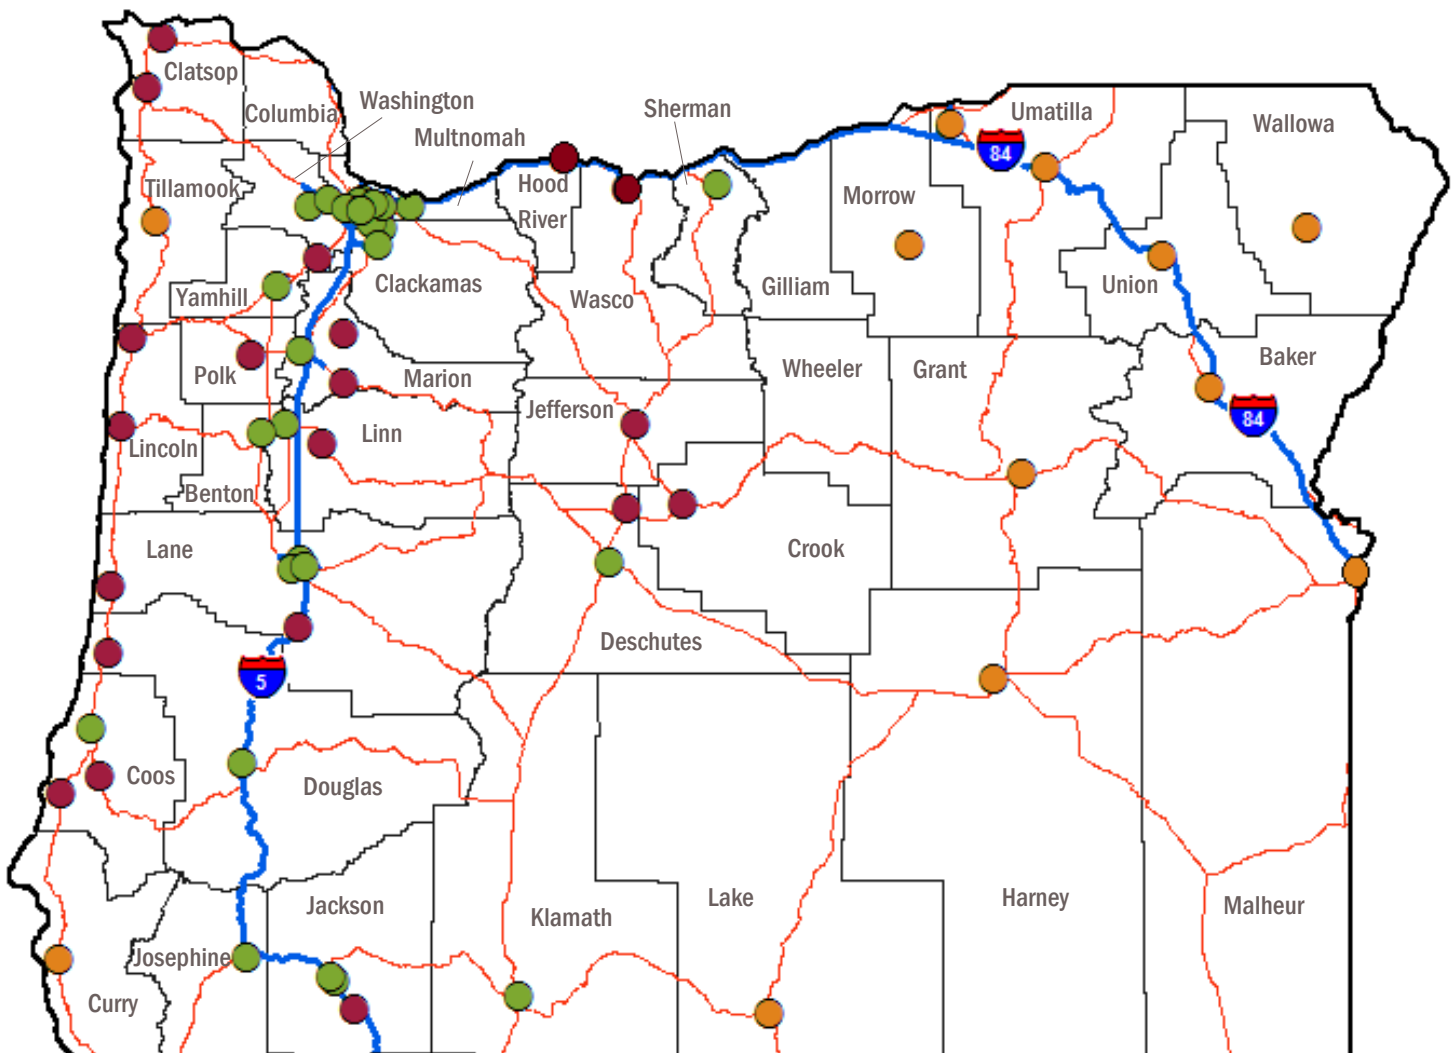 Clatsop
Columbia
Washington
Multnomah
Sherman
Umatilla
Wallowa
84
Tillamook
Hood
River
Morrow
Yamhill
Clackamas
Wasco
Gilliam
Union
Polk
Marion
Wheeler
Grant
Baker
84
Jefferson
Lincoln
Linn
Benton
Lane
Crook
Deschutes
5
Coos
Douglas
Jackson
Klamath
Lake
Harney
Malheur
Josephine
Curry